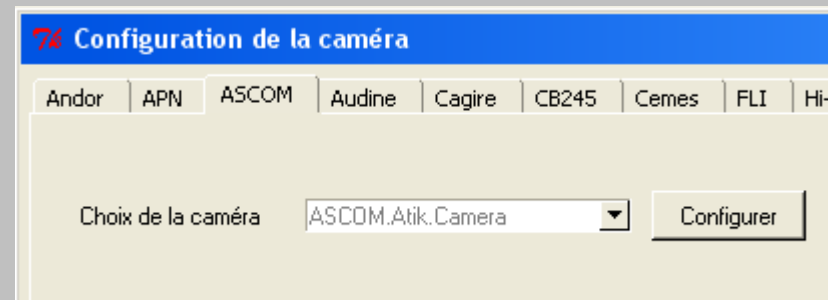 Configuration de la caméra
Andor APN ASCOM Audine Cagire CB245 Cemes FLI Hi-
Choix de la caméra ASCOM.Atik.Camera Configurer